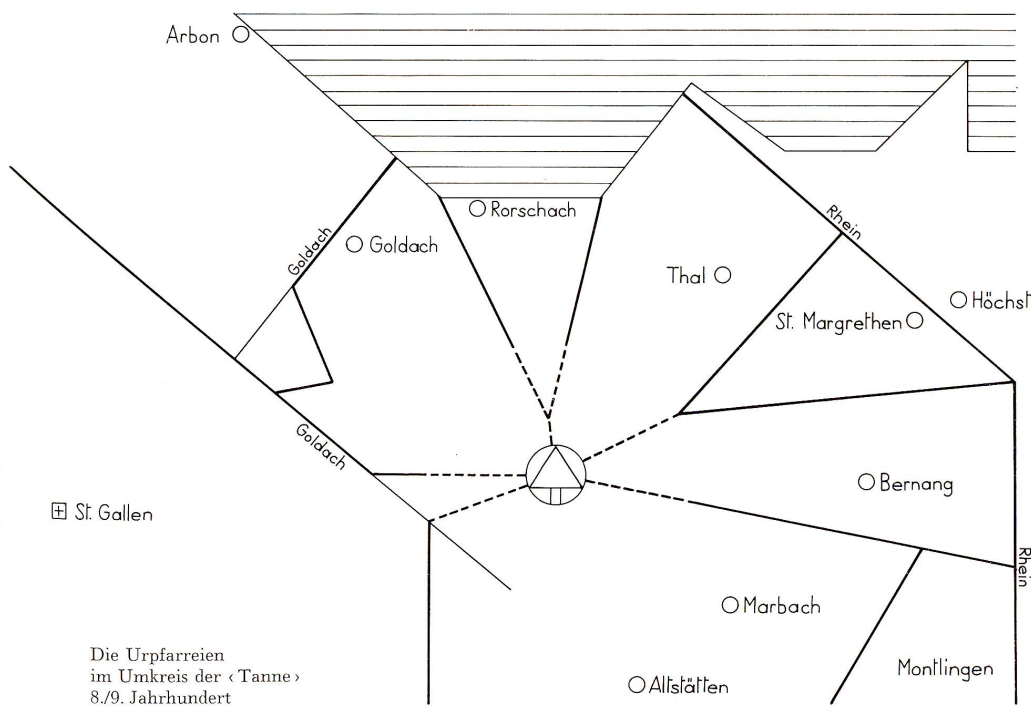 Arbon
Rorschach
Rhein
Goldach
Goldach
Thal
Höchst
St. Margrethen
Goldach
Bernang
St. Gallen
Rhein
Marbach
Montlingen
Altstätten
Die Urpfarreien
im Umkreis der ‹Tanne›
8./9. Jahrhundert